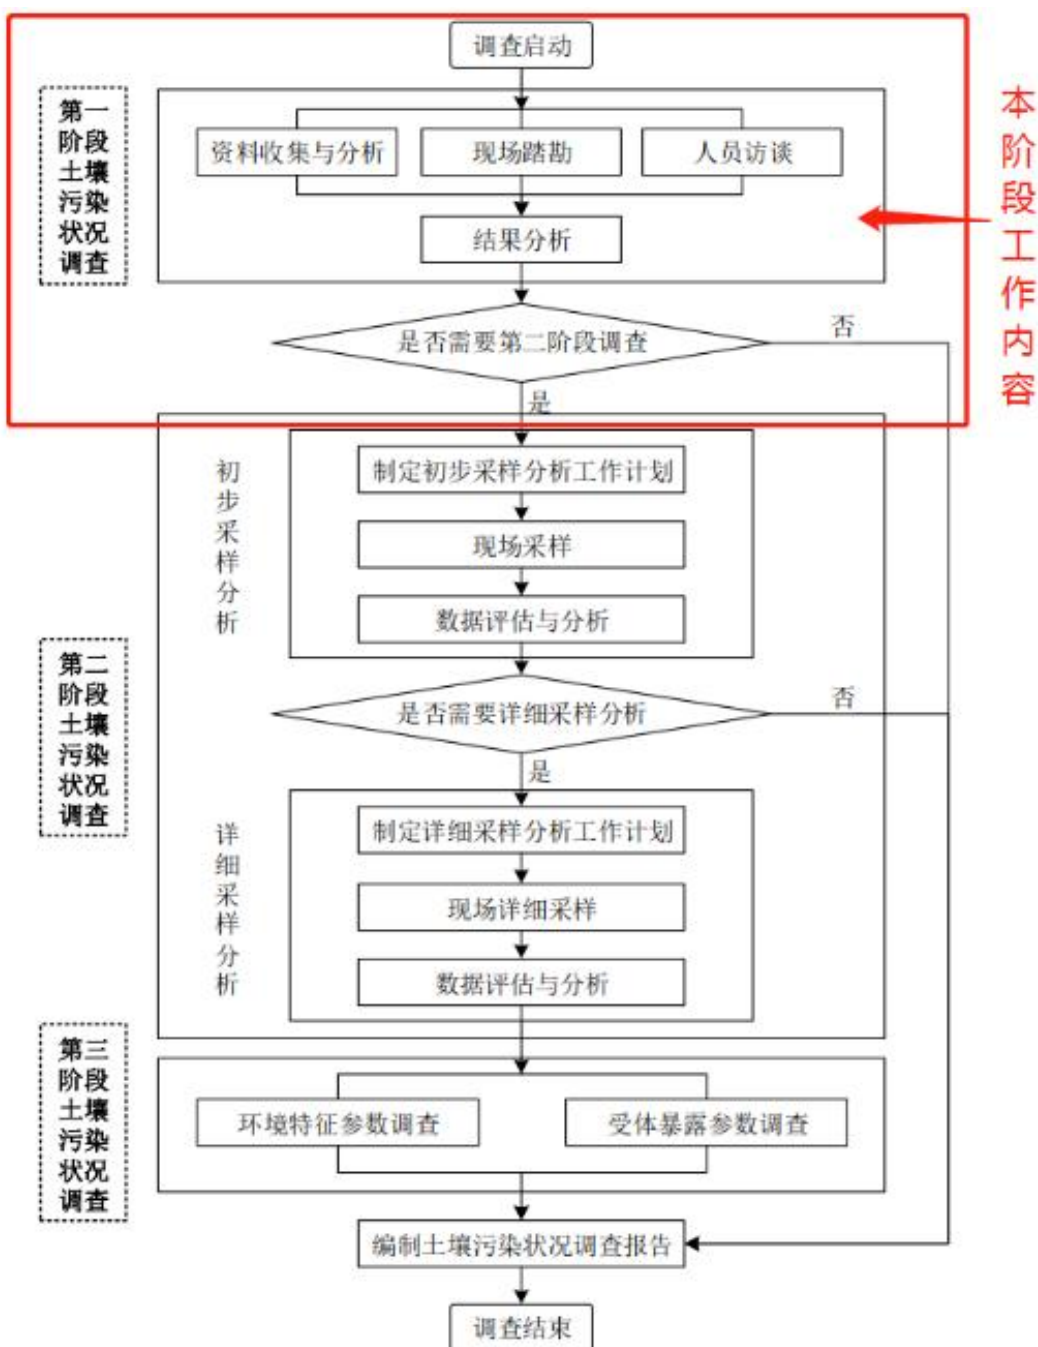 调查启动
第一
阶段
土壤
污染
状况
调查
资料收集与分析
现场踏勘
人员访谈
结果分析
本
阶
段
工
作
内
容
是否需要第二阶段调查
否
是
初
步
采
样
分
析
制定初步采样分析工作计划
现场采样
数据评估与分析
第二
阶段
土壤
污染
状况
调查
是否需要详细采样分析
否
是
详
细
采
样
分
析
制定详细采样分析工作计划
现场详细采样
数据评估与分析
第三
阶段
土壤
污染
状况
调查
环境特征参数调查
受体暴露参数调查
编制土壤污染状况调查报告
调查结束